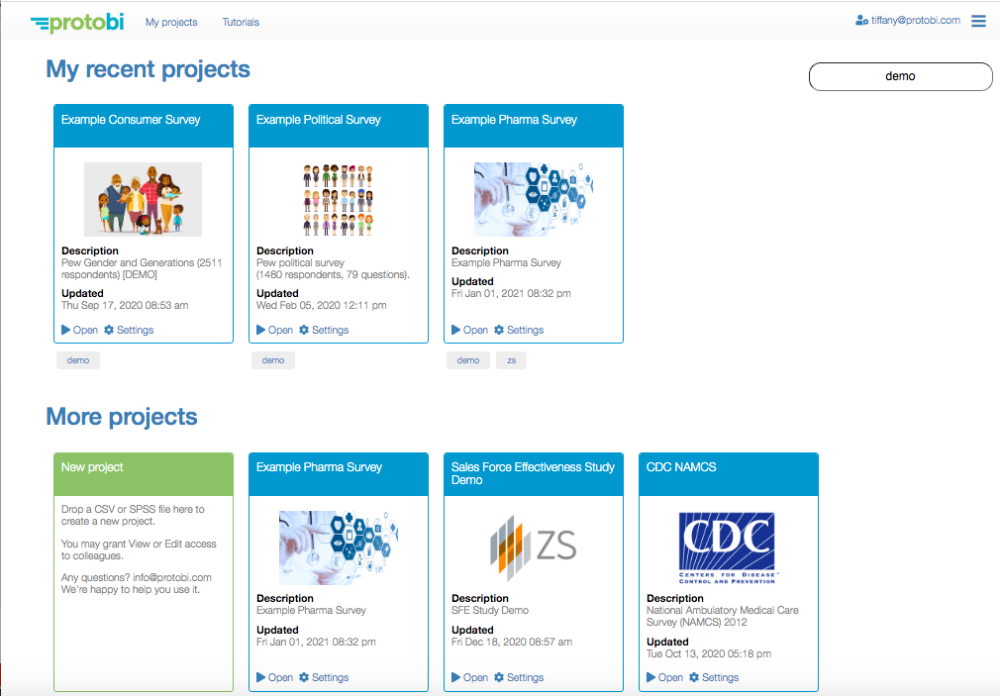 protobi My projects Tutorials tiffany@protobi.com
My recent projects
demo
Example Consumer Survey
Description
Pew Gender and Generations (2511
respondents) [DEMO]
Updated
Thu Sep 17, 2020 08:53 am
Open Settings
demo
Example Political Survey
Description
Pew political survey
(1480 respondents, 79 questions).
Updated
Wed Feb 05, 2020 12:11 pm
Open Settings
demo
Example Pharma Survey
Description
Example Pharma Survey
Updated
Fri Jan 01, 2021 08:32 pm
Open Settings
demo zs
More projects
New project
Drop a CSV or SPSS file here to
create a new project.
You may grant View or Edit access
to colleagues.
Any questions? info@protobi.com
We're happy to help you use it.
Example Pharma Survey
Description
Example Pharma Survey
Updated
Fri Jan 01, 2021 08:32 pm
Open Settings
Sales Force Effectiveness Study
Demo
ZS
Description
SFE Study Demo
Updated
Fri Dec 18, 2020 08:57 am
Open Settings
CDC NAMCS
CDC
CENTERS FOR DISEASE™
CONTROL AND PREVENTION
Description
National Ambulatory Medical Care
Survey (NAMCS) 2012
Updated
Tue Oct 13, 2020 05:18 pm
Open Settings